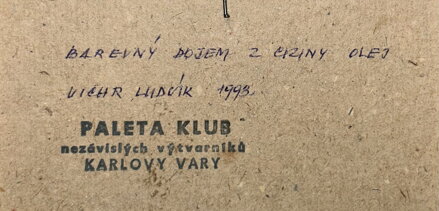 BAREVNÝ DOJEM Z CIZINY OLEJ
VICHR LUDVÍK 1993.
PALETA KLUB
nezávislých výtvarníků
KARLOVY VARY